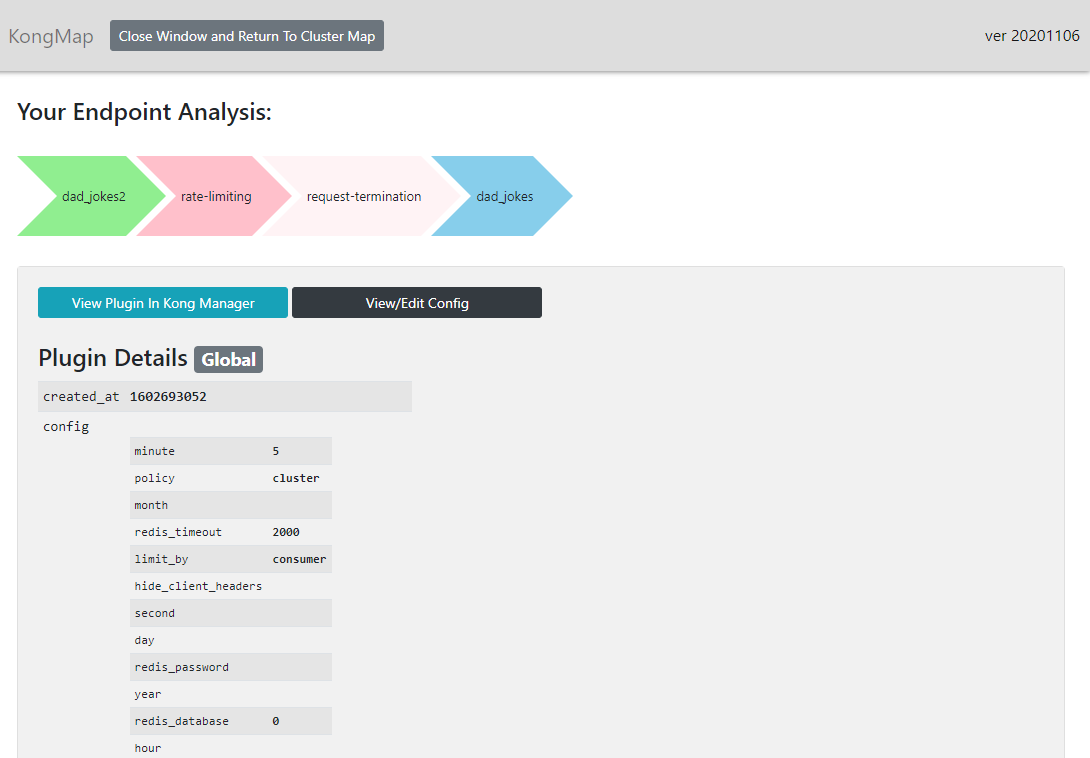 KongMap Close Window and Return To Cluster Map ver 20201106
Your Endpoint Analysis:
dad_jokes2 rate-limiting request-termination dad_jokes
View Plugin In Kong Manager View/Edit Config
Plugin Details Global
created_at 1602693052
config
minute 5
policy cluster
month
redis_timeout 2000
limit_by consumer
hide_client_headers
second
day
redis_password
year
redis_database 0
hour